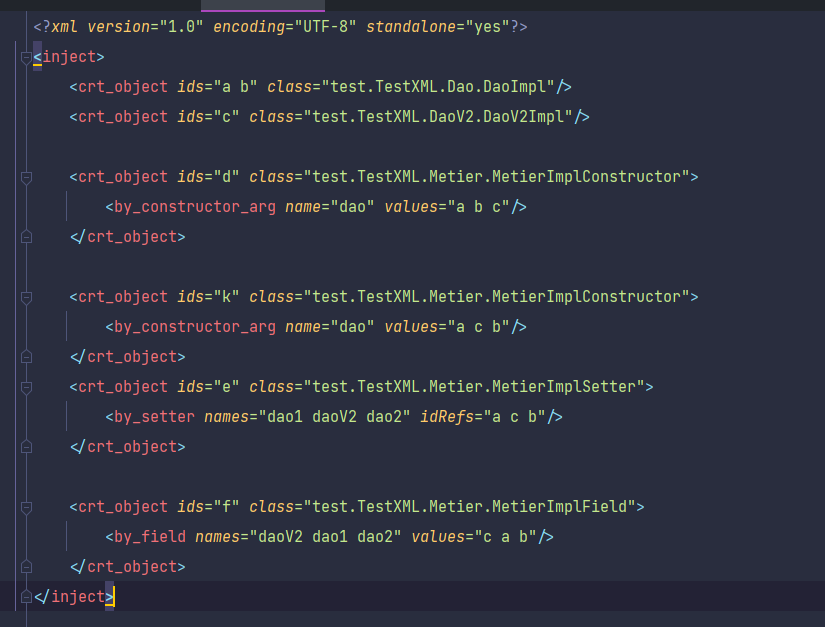 <?xml version="1.0" encoding="UTF-8" standalone="yes"?>
<inject>
<crt_object ids="a b" class="test.TestXML.Dao.DaoImpl"/>
<crt_object ids="c" class="test.TestXML.DaoV2.DaoV2Impl"/>
<crt_object ids="d" class="test.TestXML.Metier.MetierImplConstructor">
<by_constructor_arg name="dao" values="a b c"/>
</crt_object>
<crt_object ids="k" class="test.TestXML.Metier.MetierImplConstructor">
<by_constructor_arg name="dao" values="a c b"/>
</crt_object>
<crt_object ids="e" class="test.TestXML.Metier.MetierImplSetter">
<by_setter names="dao1 daoV2 dao2" idRefs="a c b"/>
</crt_object>
<crt_object ids="f" class="test.TestXML.Metier.MetierImplField">
<by_field names="daoV2 dao1 dao2" values="c a b"/>
</crt_object>
</inject>